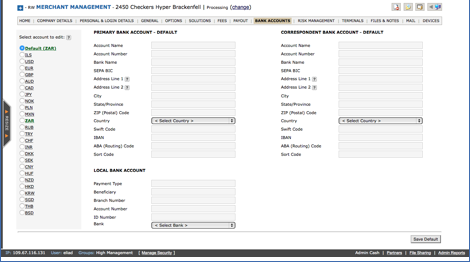 - RW MERCHANT MANAGEMENT - 245D Checkers Hyper Brackenfell | Processing (change)
HOME | COMPANY DETAILS | PERSONAL & LOGIN DETAILS | GENERAL | OPTIONS | SOLUTIONS | FEES | PAYOUT | BANK ACCOUNTS | RISK MANAGEMENT | TERMINALS | FILES & NOTES | MAIL | DEVICES
Select account to edit: ?
Default (ZAR)
ILS
USD
EUR
GBP
AUD
CAD
JPY
NOK
PLN
MXN
ZAR
RUB
TRY
CHF
INR
DKK
SEK
CNY
HUF
NZD
HKD
KRW
SGD
THB
BSD
PRIMARY BANK ACCOUNT - DEFAULT
Account Name
Account Number
Bank Name
SEPA BIC
Address Line 1 ?
Address Line 2 ?
City
State/Province
ZIP (Postal) Code
Country < Select Country >
Swift Code
IBAN
ABA (Routing) Code
Sort Code
CORRESPONDENT BANK ACCOUNT - DEFAULT
Account Name
Account Number
Bank Name
SEPA BIC
Address Line 1 ?
Address Line 2 ?
City
State/Province
ZIP (Postal) Code
Country < Select Country >
Swift Code
IBAN
ABA (Routing) Code
Sort Code
LOCAL BANK ACCOUNT
Payment Type
Beneficiary
Branch Number
Account Number
ID Number
Bank < Select Bank >
Save Default
IP: 109.67.116.131 User: eliad Groups: High Management [ Manage Security ] Admin Cash | Partners | File Sharing | Admin Reports